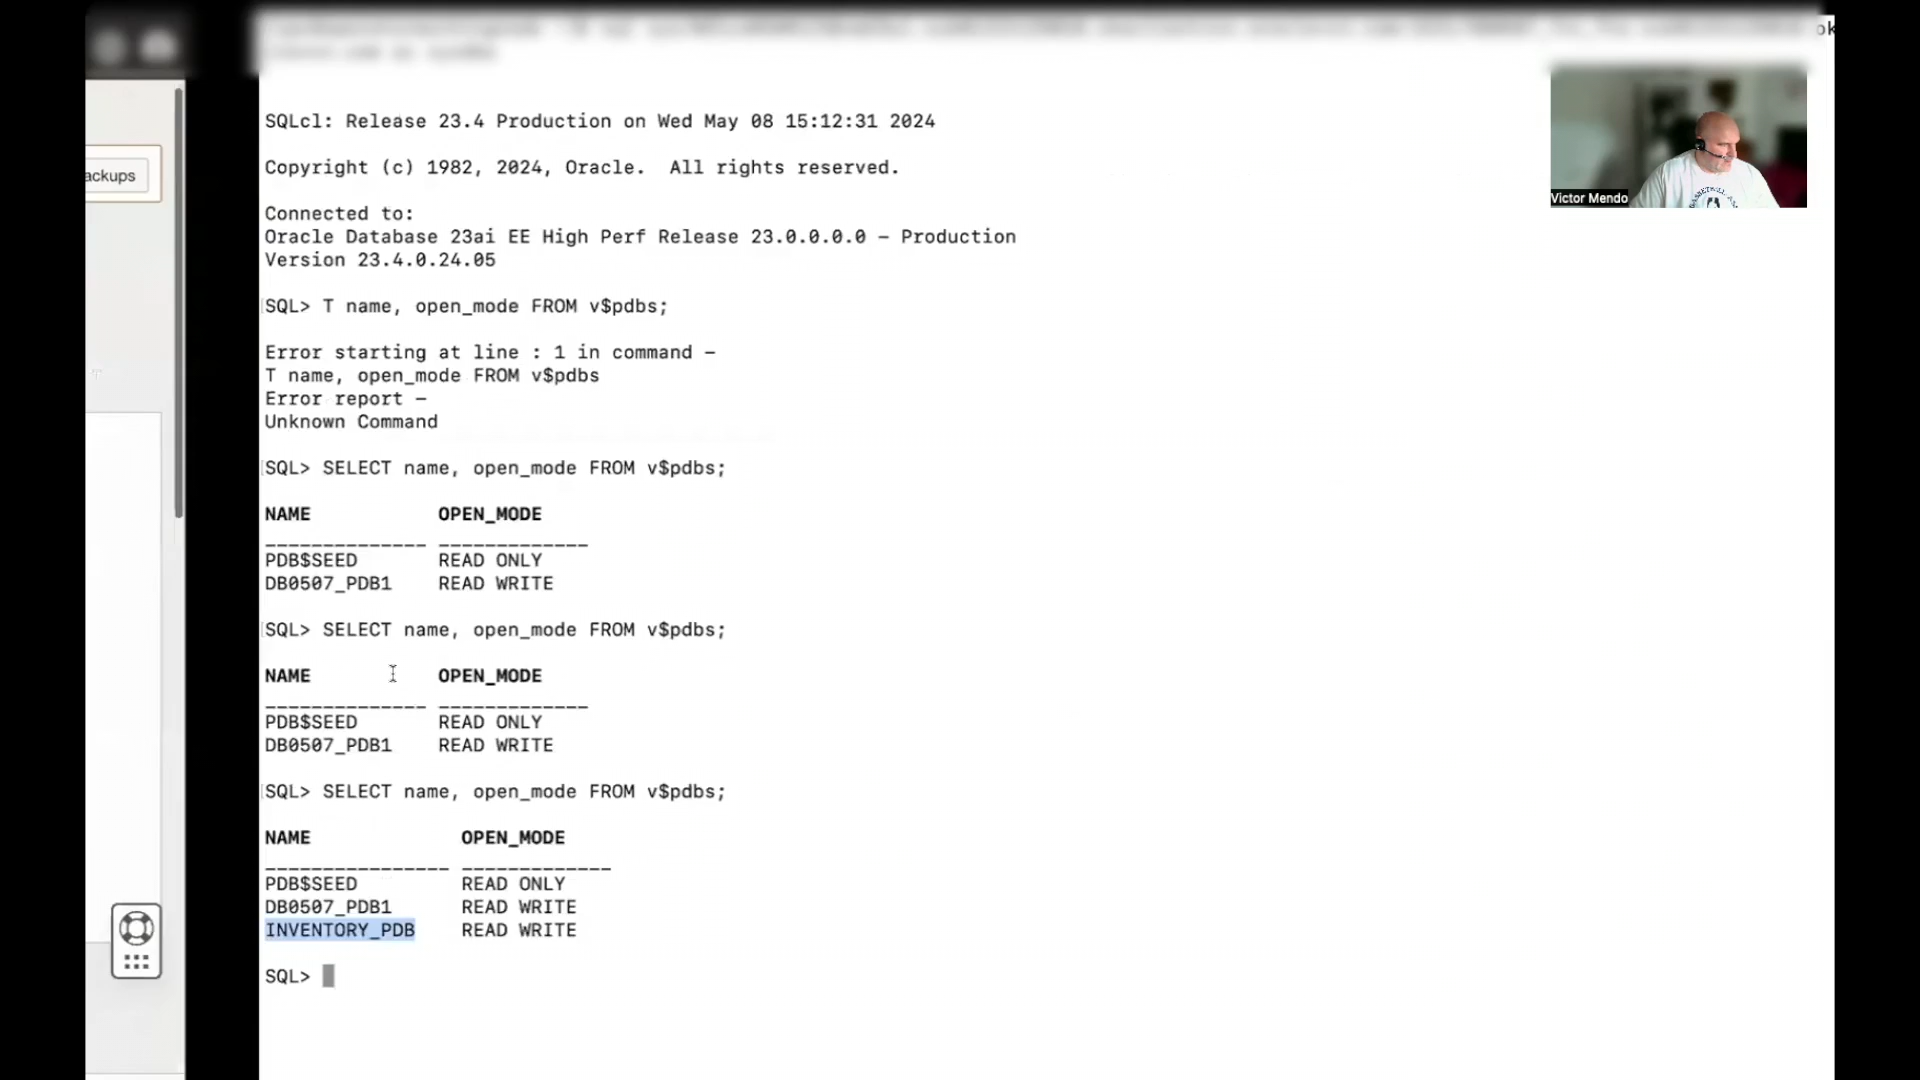 ok
SQLcl: Release 23.4 Production on Wed May 08 15:12:31 2024
Copyright (c) 1982, 2024, Oracle.  All rights reserved.
Connected to:
Oracle Database 23ai EE High Perf Release 23.0.0.0.0 – Production
Version 23.4.0.24.05
SQL> T name, open_mode FROM v$pdbs;
Error starting at line : 1 in command –
T name, open_mode FROM v$pdbs
Error report –
Unknown Command
SQL> SELECT name, open_mode FROM v$pdbs;
NAME OPEN_MODE
PDB$SEED READ ONLY
DB0507_PDB1 READ WRITE
SQL> SELECT name, open_mode FROM v$pdbs;
NAME OPEN_MODE
PDB$SEED READ ONLY
DB0507_PDB1 READ WRITE
SQL> SELECT name, open_mode FROM v$pdbs;
NAME OPEN_MODE
PDB$SEED READ ONLY
DB0507_PDB1 READ WRITE
INVENTORY_PDB READ WRITE
SQL>
ackups
Victor Mendo